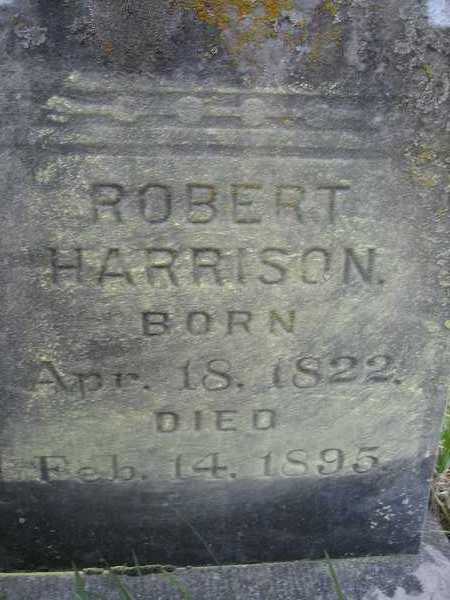 ROBERT
HARRISON.
BORN
Apr. 18, 1822.
DIED
Feb. 14, 1895.